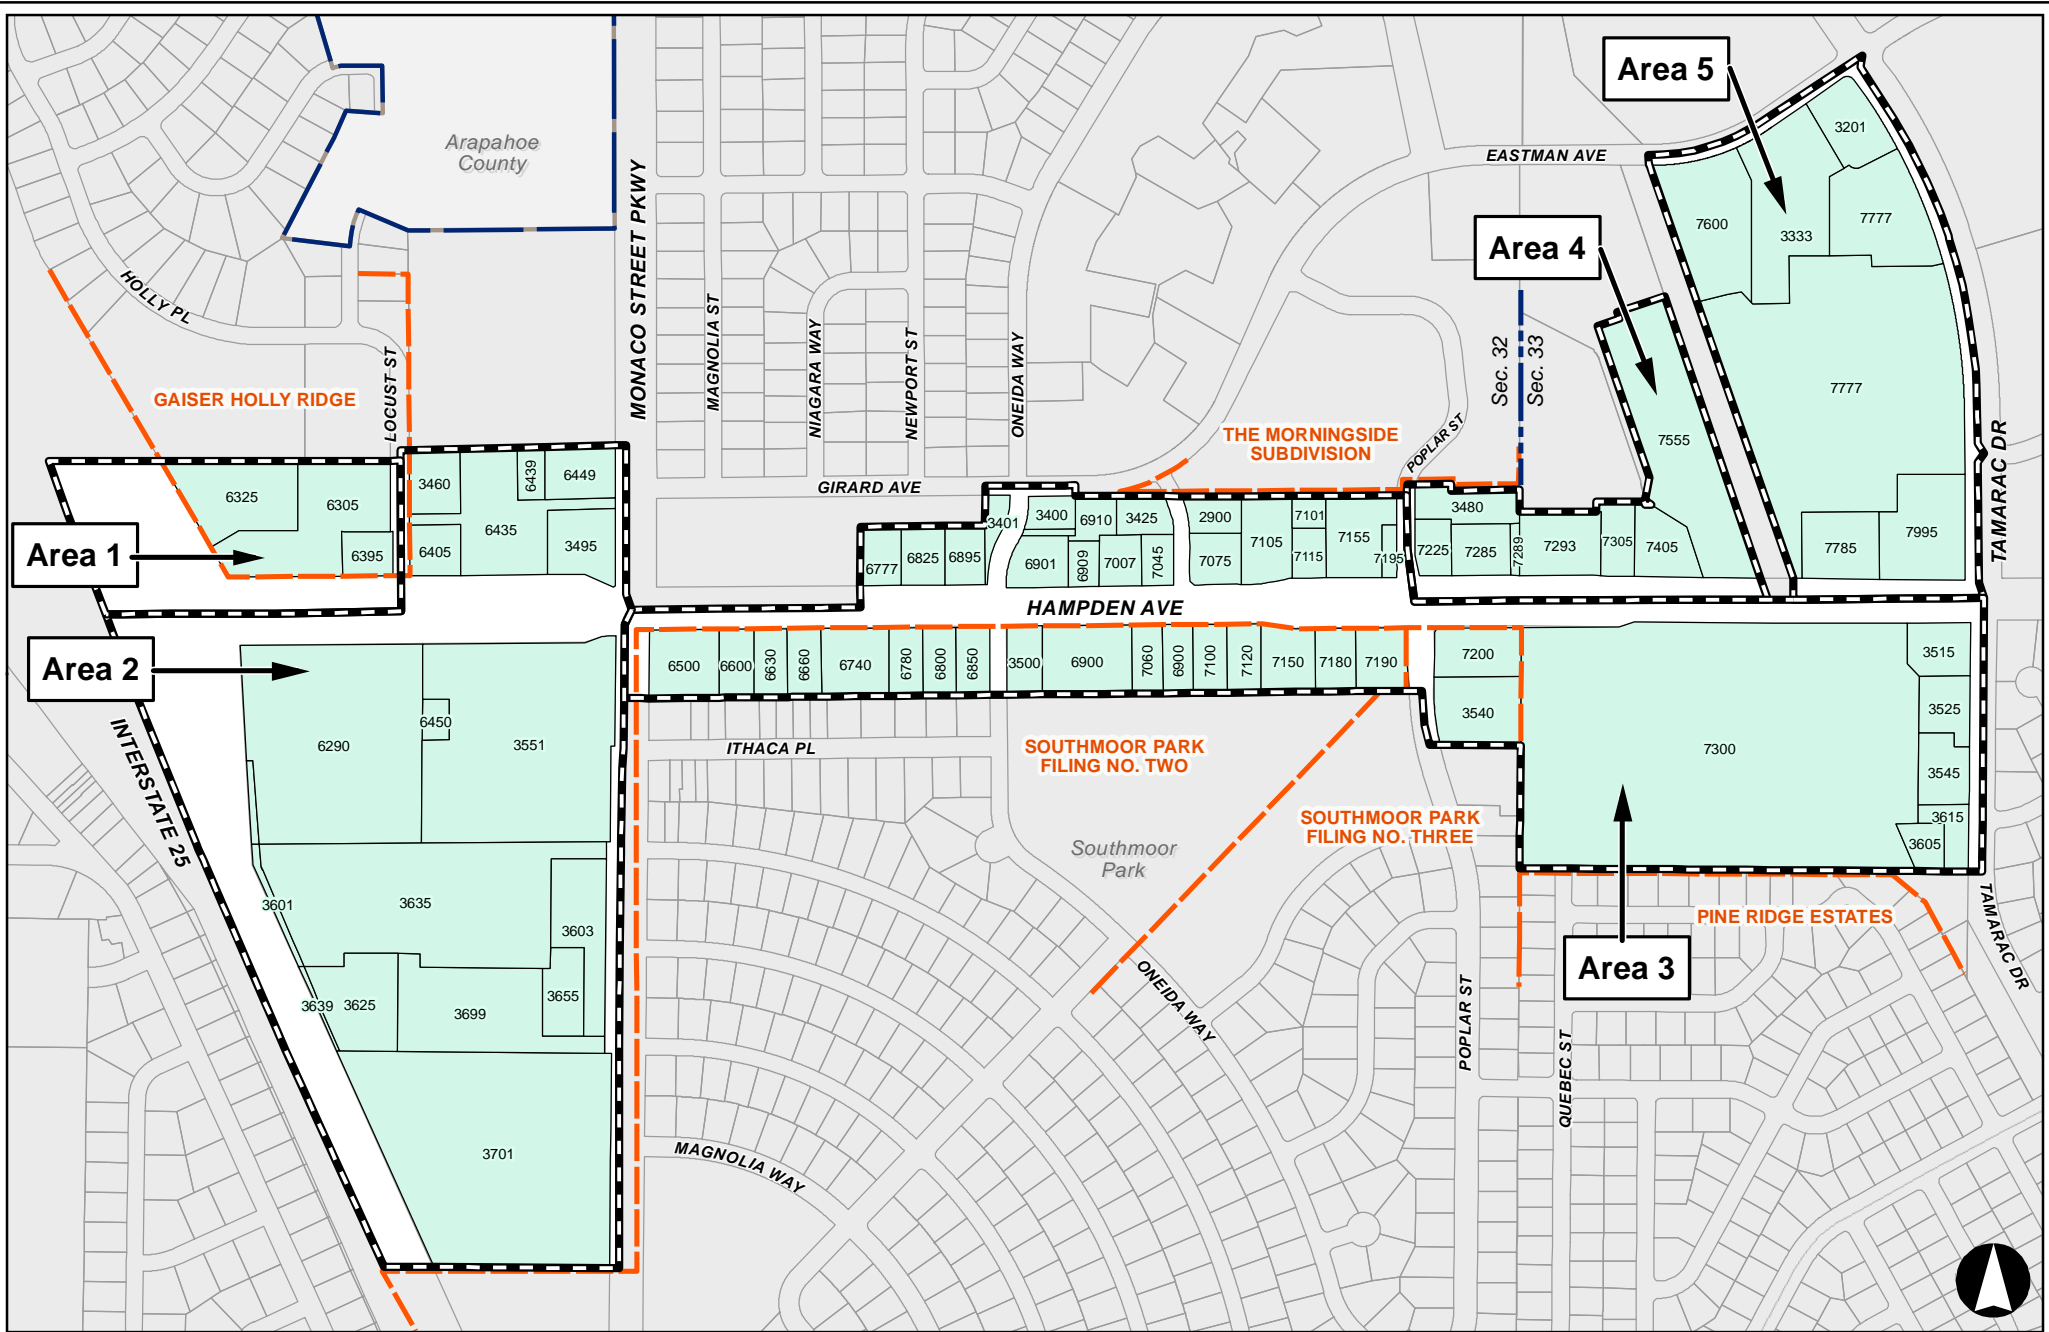 Area 5
3201
Arapahoe
County
EASTMAN AVE
7600
3333
7777
Area 4
HOLLY PL
MONACO STREET PKWY
MAGNOLIA ST
NIAGARA WAY
NEWPORT ST
ONEIDA WAY
LOCUST ST
Sec. 32
Sec. 33
7777
GAISER HOLLY RIDGE
THE MORNINGSIDE
SUBDIVISION
POPLAR ST
7555
TAMARAC DR
GIRARD AVE
3460
6439
6449
6325
6305
6435
3495
6405
6395
Area 1
3401
3400
6910
3425
2900
7101
7155
7105
7115
7195
3480
6777
6825
6895
6901
6909
7007
7045
7075
7225
7285
7289
7293
7305
7405
7785
7995
HAMPDEN AVE
Area 2
6500
6600
6630
6660
6740
6780
6800
6850
3500
6900
7060
6900
7100
7120
7150
7180
7190
7200
3540
3515
3525
3545
3615
3605
7300
6290
6450
3551
INTERSTATE 25
ITHACA PL
SOUTHMOOR PARK
FILING NO. TWO
SOUTHMOOR PARK
FILING NO. THREE
Southmoor
Park
3601
3635
3603
3639
3625
3699
3655
PINE RIDGE ESTATES
TAMARAC DR
Area 3
ONEIDA WAY
POPLAR ST
QUEBEC ST
3701
MAGNOLIA WAY